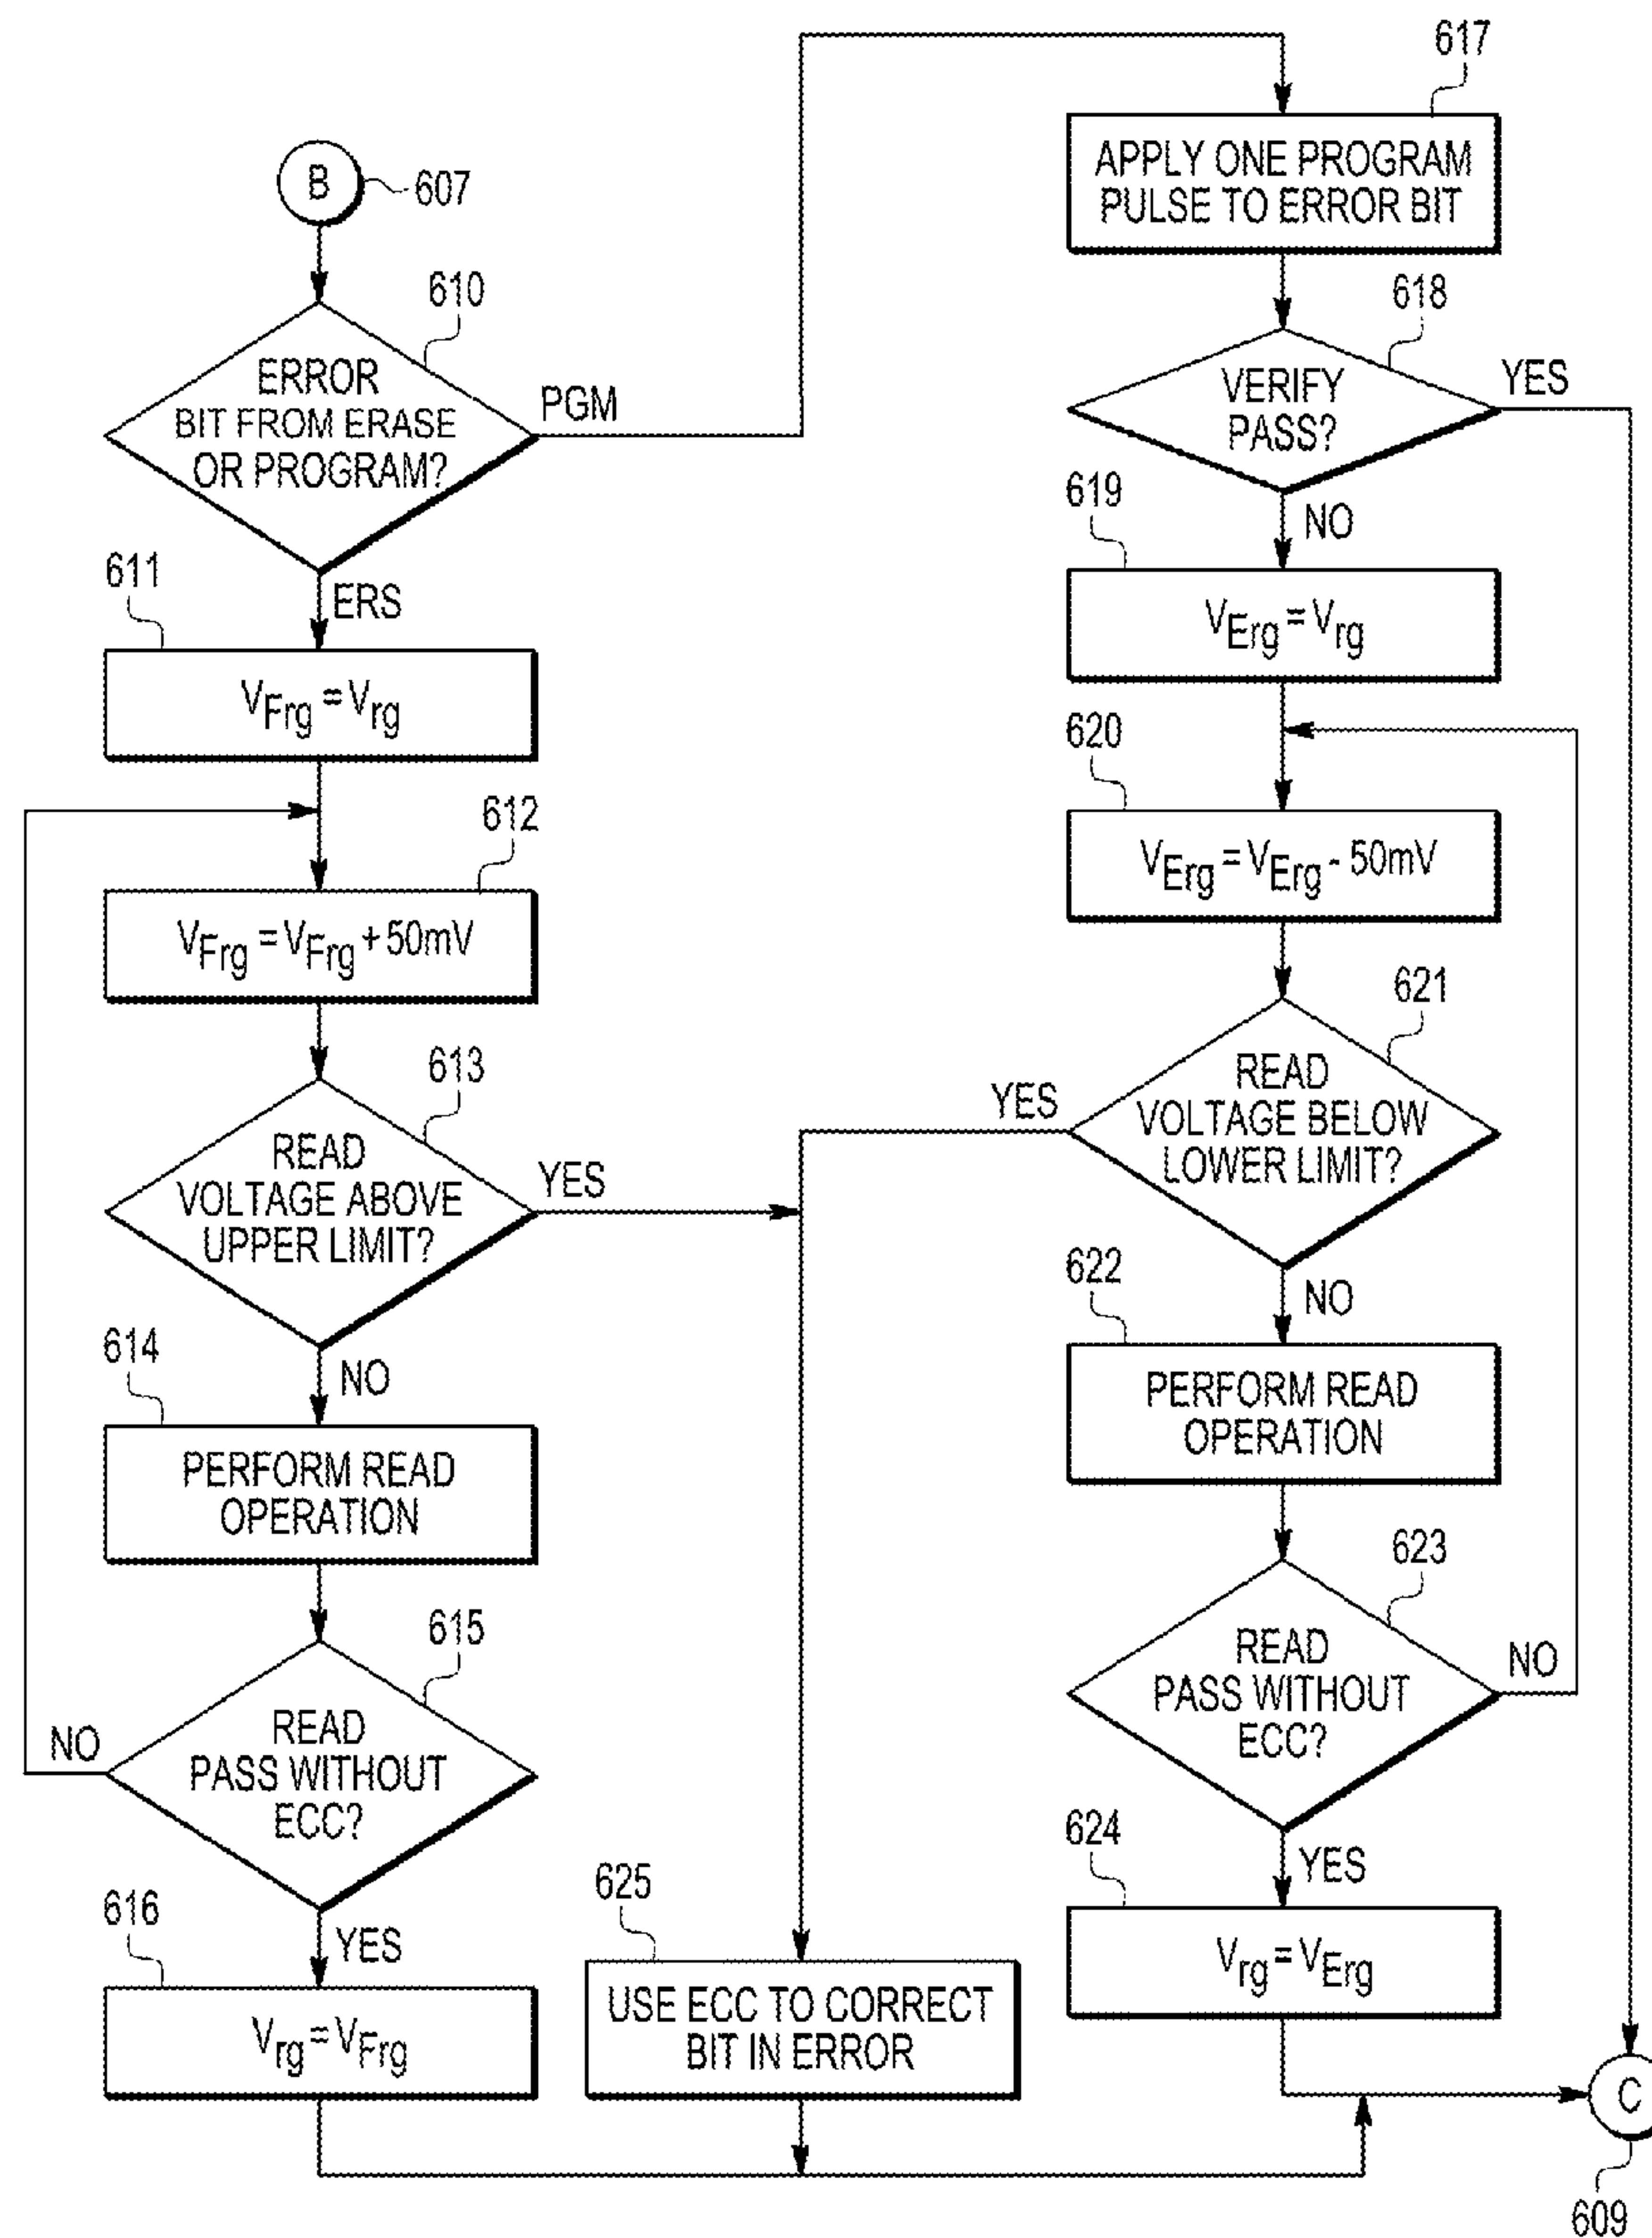 B
607
610
ERROR
BIT FROM ERASE
OR PROGRAM?
PGM
ERS
611
VFrg = Vrg
612
VFrg = VFrg + 50mV
613
READ
VOLTAGE ABOVE
UPPER LIMIT?
YES
NO
614
PERFORM READ
OPERATION
615
READ
PASS WITHOUT
ECC?
NO
YES
616
Vrg = VFrg
625
USE ECC TO CORRECT
BIT IN ERROR
617
APPLY ONE PROGRAM
PULSE TO ERROR BIT
618
VERIFY
PASS?
YES
NO
619
VErg = Vrg
620
VErg = VErg - 50mV
621
READ
VOLTAGE BELOW
LOWER LIMIT?
YES
NO
622
PERFORM READ
OPERATION
623
READ
PASS WITHOUT
ECC?
NO
YES
624
Vrg = VErg
C
609